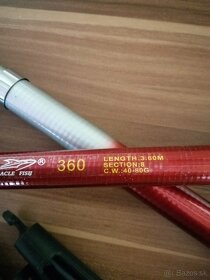 ACLE FISH
®
360
LENGTH:3.60M
SECTION:8
C.W.:40-80G
bazos.sk